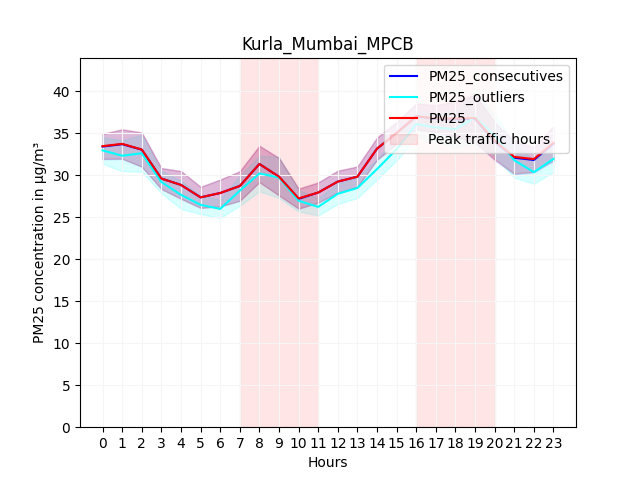 Kurla_Mumbai_MPCB
PM25_consecutives
PM25_outliers
PM25
Peak traffic hours
PM25 concentration in µg/m³
40
35
30
25
20
15
10
5
0
0 1 2 3 4 5 6 7 8 9 10 11 12 13 14 15 16 17 18 19 20 21 22 23
Hours